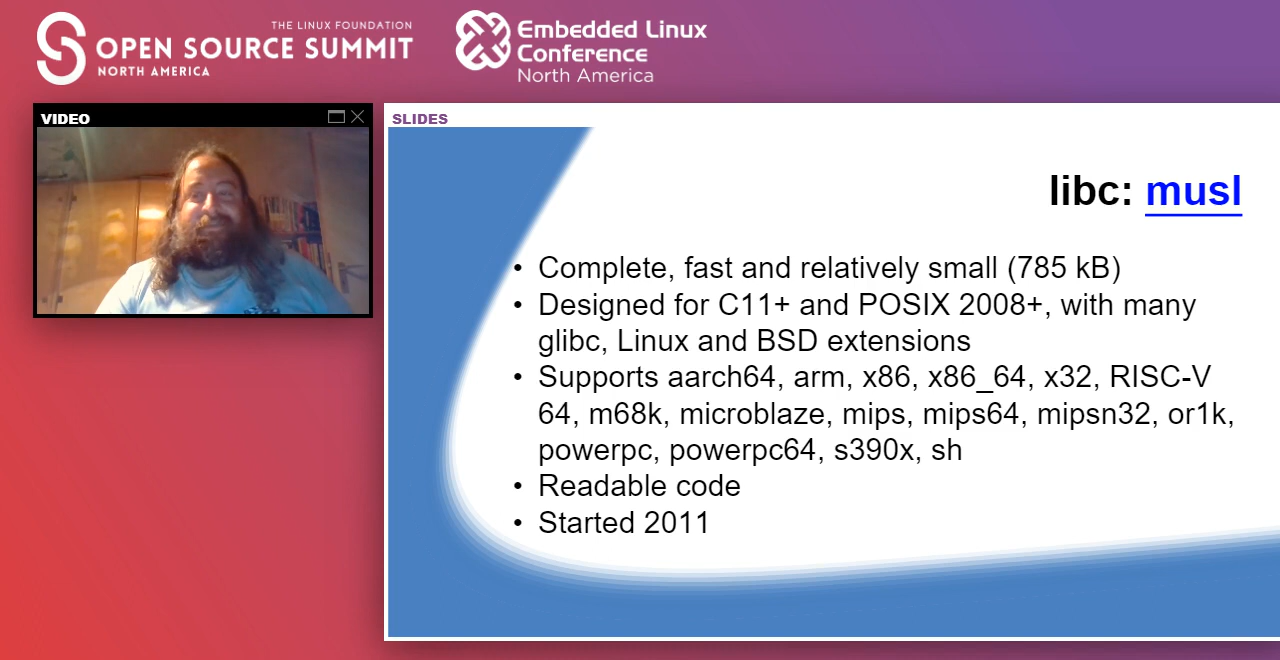 THE LINUX FOUNDATION
OPEN SOURCE SUMMIT
NORTH AMERICA
Embedded Linux
Conference
North America
VIDEO
SLIDES
libc: musl
• Complete, fast and relatively small (785 kB)
• Designed for C11+ and POSIX 2008+, with many
glibc, Linux and BSD extensions
• Supports aarch64, arm, x86, x86_64, x32, RISC-V
64, m68k, microblaze, mips, mips64, mipsn32, or1k,
powerpc, powerpc64, s390x, sh
• Readable code
• Started 2011